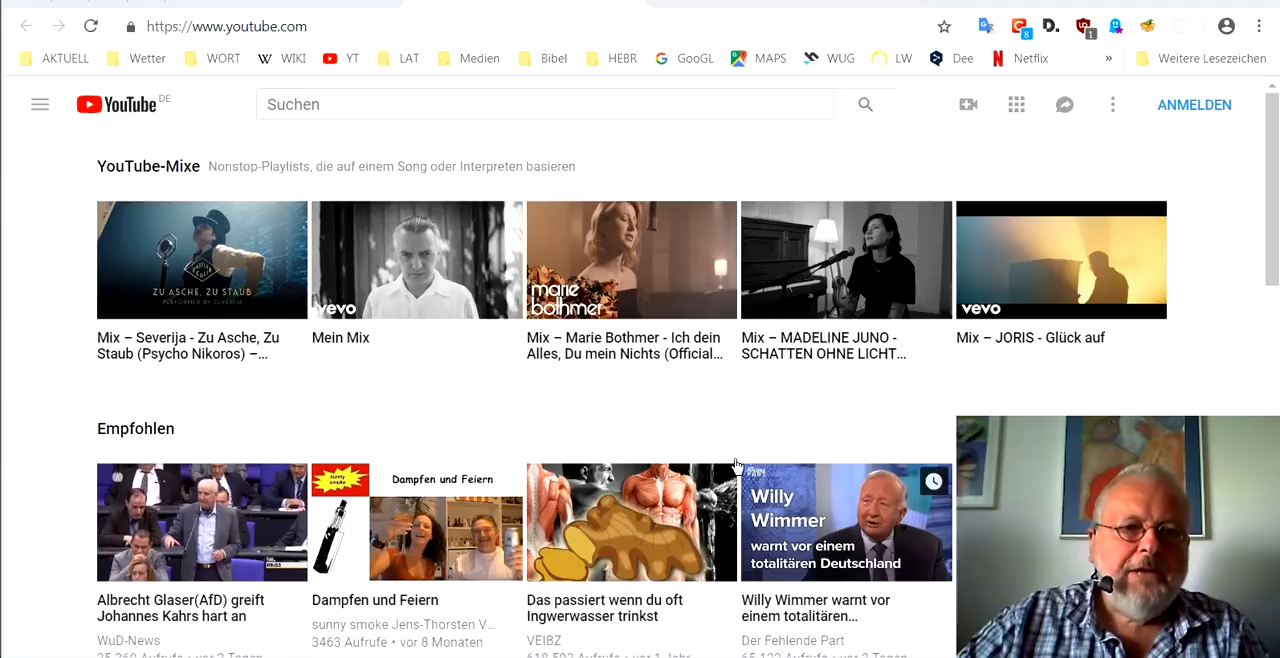 https://www.youtube.com
8
D.
1
AKTUELL Wetter WORT WIKI YT LAT Medien Bibel HEBR GooGL MAPS WUG LW Dee Netflix » Weitere Lesezeichen
YouTube DE
Suchen
ANMELDEN
YouTube-Mixe Nonstop-Playlists, die auf einem Song oder Interpreten basieren
ZU ASCHE, ZU STAUB
vevo
marie
bothmer
vevo
Mix – Severija - Zu Asche, Zu
Staub (Psycho Nikoros) –...
Mein Mix
Mix – Marie Bothmer - Ich dein
Alles, Du mein Nichts (Official...
Mix – MADELINE JUNO -
SCHATTEN OHNE LICHT...
Mix – JORIS - Glück auf
Empfohlen
sunny
smoke
Dampfen und Feiern
Willy
Wimmer
warnt vor einem
totalitären Deutschland
Albrecht Glaser(AfD) greift
Johannes Kahrs hart an
WuD-News
Dampfen und Feiern
sunny smoke Jens-Thorsten V...
3463 Aufrufe • vor 8 Monaten
Das passiert wenn du oft
Ingwerwasser trinkst
VEIBZ
Willy Wimmer warnt vor
einem totalitären...
Der Fehlende Part